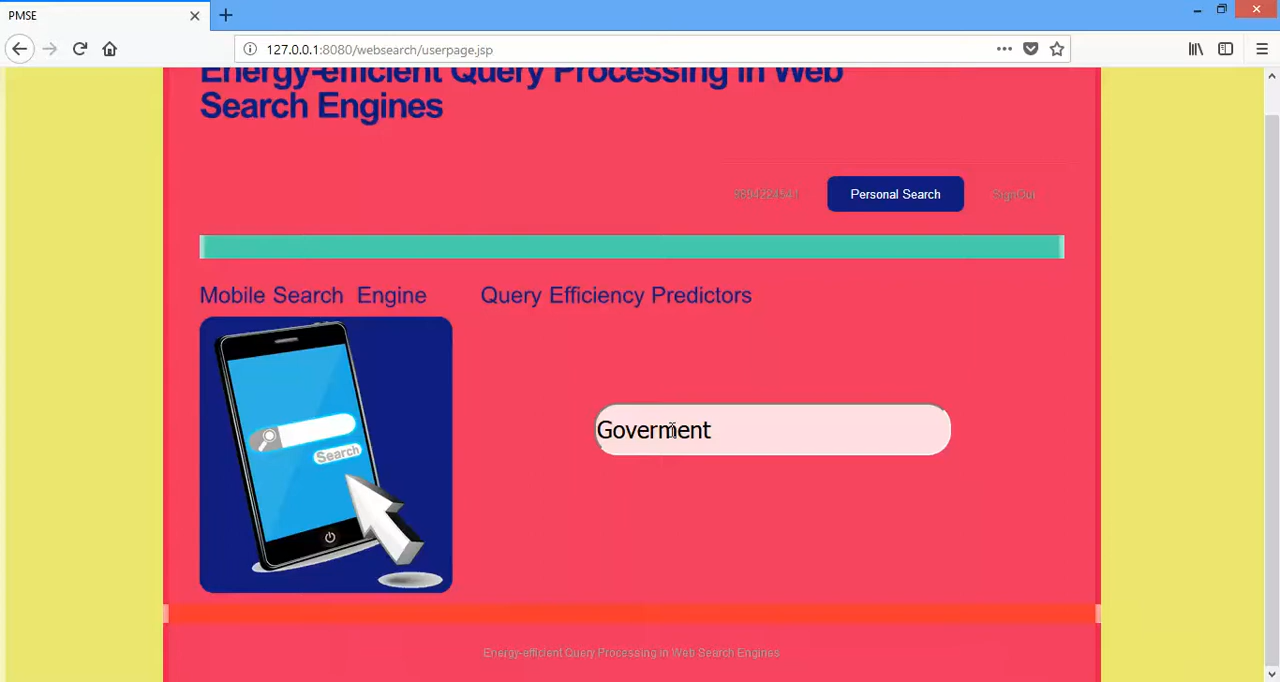 PMSE
127.0.0.1:8080/websearch/userpage.jsp
Energy-efficient Query Processing in Web
Search Engines
Personal Search
SignOut
Mobile Search Engine
Query Efficiency Predictors
Search
Goverment
Energy-efficient Query Processing in Web Search Engines